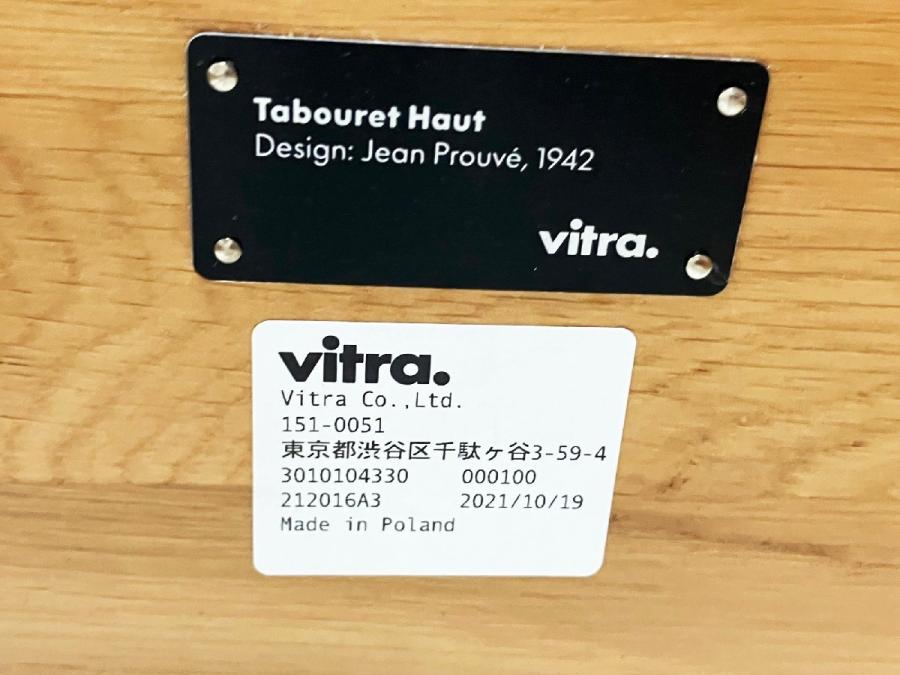 Tabouret Haut
Design: Jean Prouvé, 1942
vitra.
vitra.
Vitra Co.,Ltd.
151-0051
東京都渋谷区千駄ヶ谷3-59-4
3010104330 000100
212016A3 2021/10/19
Made in Poland